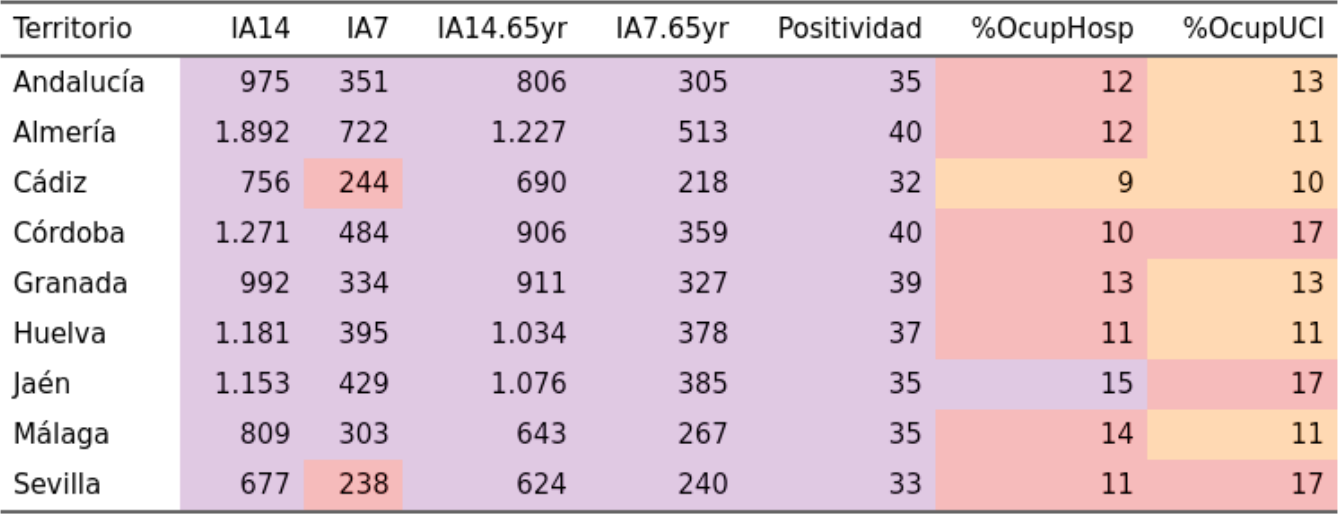 Territorio IA14 IA7 IA14.65yr IA7.65yr Positividad %OcupHosp %OcupUCI
Andalucía 975 351 806 305 35 12 13
Almería 1.892 722 1.227 513 40 12 11
Cádiz 756 244 690 218 32 9 10
Córdoba 1.271 484 906 359 40 10 17
Granada 992 334 911 327 39 13 13
Huelva 1.181 395 1.034 378 37 11 11
Jaén 1.153 429 1.076 385 35 15 17
Málaga 809 303 643 267 35 14 11
Sevilla 677 238 624 240 33 11 17